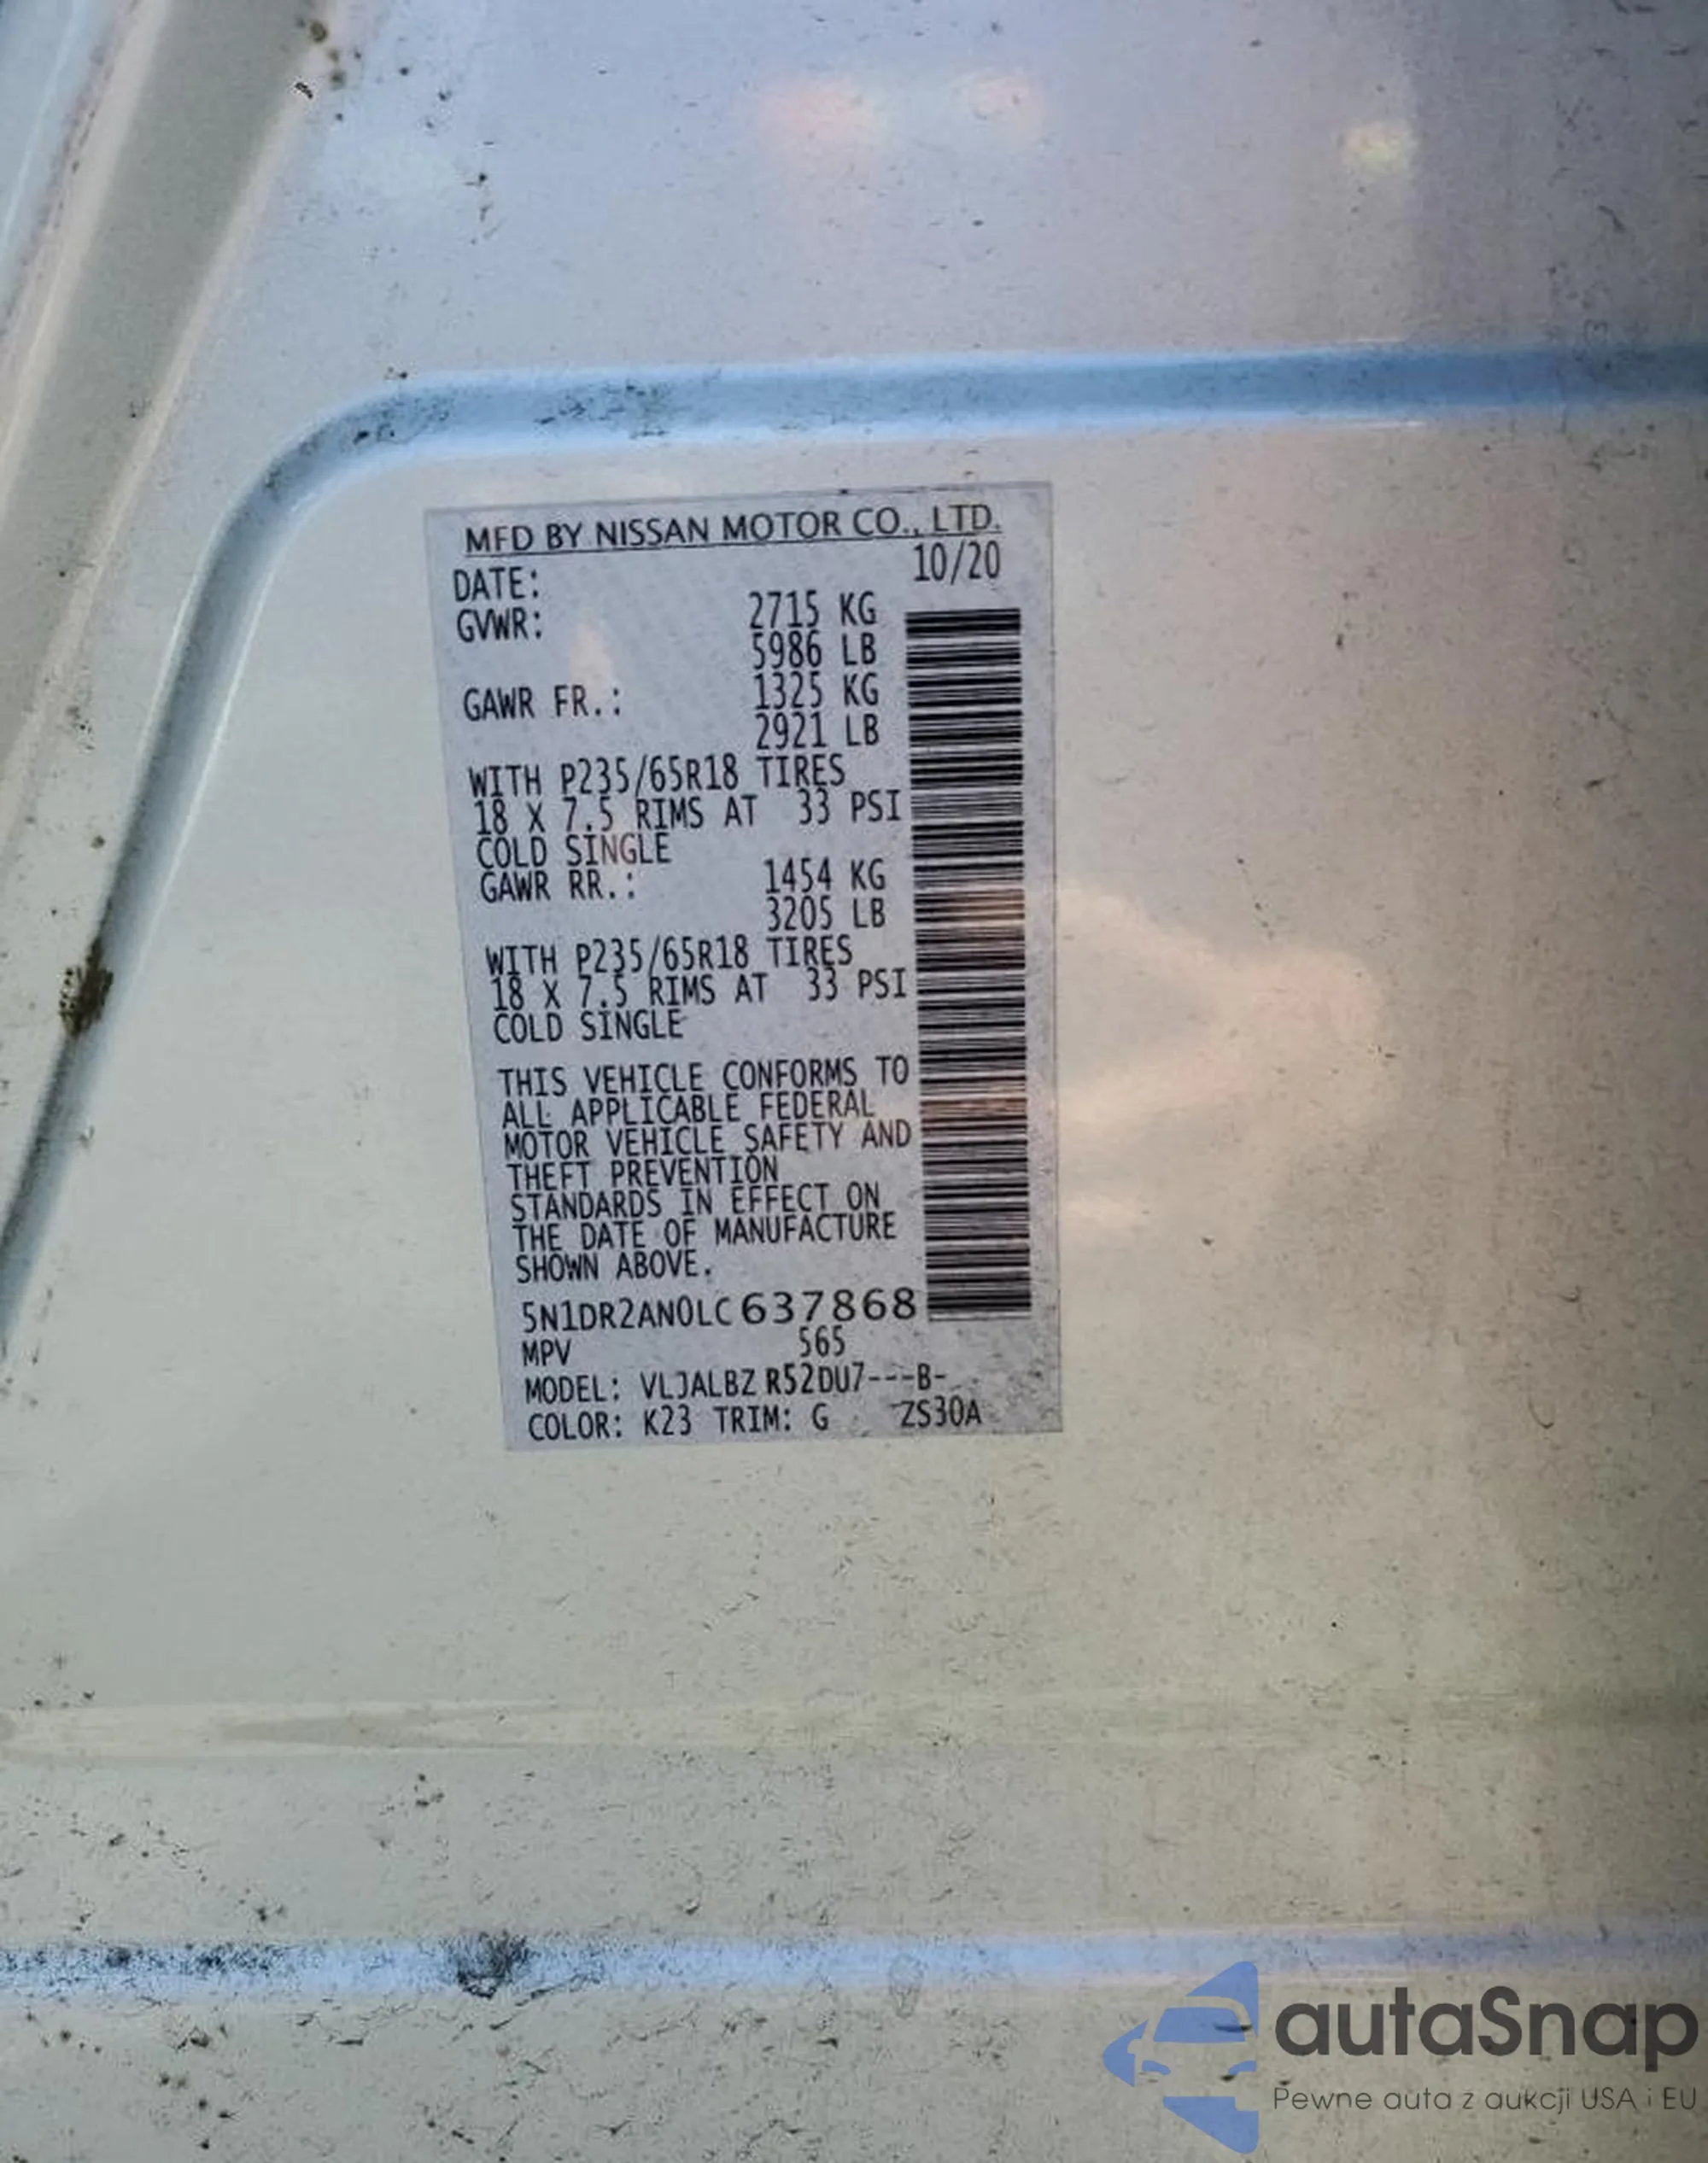 MFD BY NISSAN MOTOR CO., LTD.
DATE: 10/20
GVWR: 2715 KG
5986 LB
GAWR FR.: 1325 KG
2921 LB
WITH P235/65R18 TIRES
18 X 7.5 RIMS AT 33 PSI
COLD SINGLE
GAWR RR.: 1454 KG
3205 LB
WITH P235/65R18 TIRES
18 X 7.5 RIMS AT 33 PSI
COLD SINGLE
THIS VEHICLE CONFORMS TO
ALL APPLICABLE FEDERAL
MOTOR VEHICLE SAFETY AND
THEFT PREVENTION
STANDARDS IN EFFECT ON
THE DATE OF MANUFACTURE
SHOWN ABOVE.
5N1DR2AN0LC637868
MPV 565
MODEL: VLJALBZ R52DU7---B-
COLOR: K23 TRIM: G ZS30A
autaSnap
Pewne auta z aukcji USA i EU